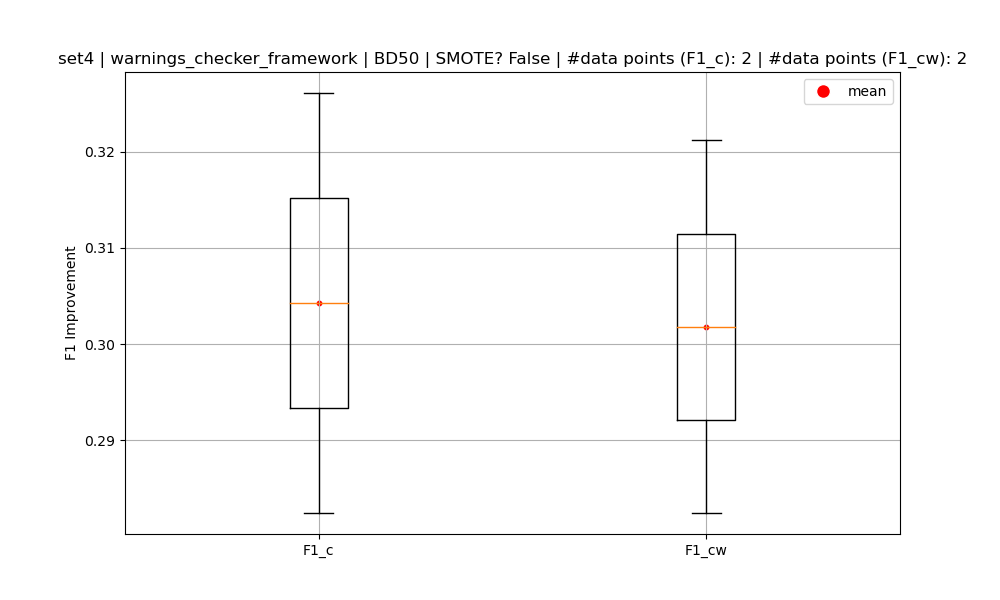 set4 | warnings_checker_framework | BD50 | SMOTE? False | #data points (F1_c): 2 | #data points (F1_cw): 2
mean
0.32
0.31
0.30
0.29
F1 Improvement
F1_c
F1_cw